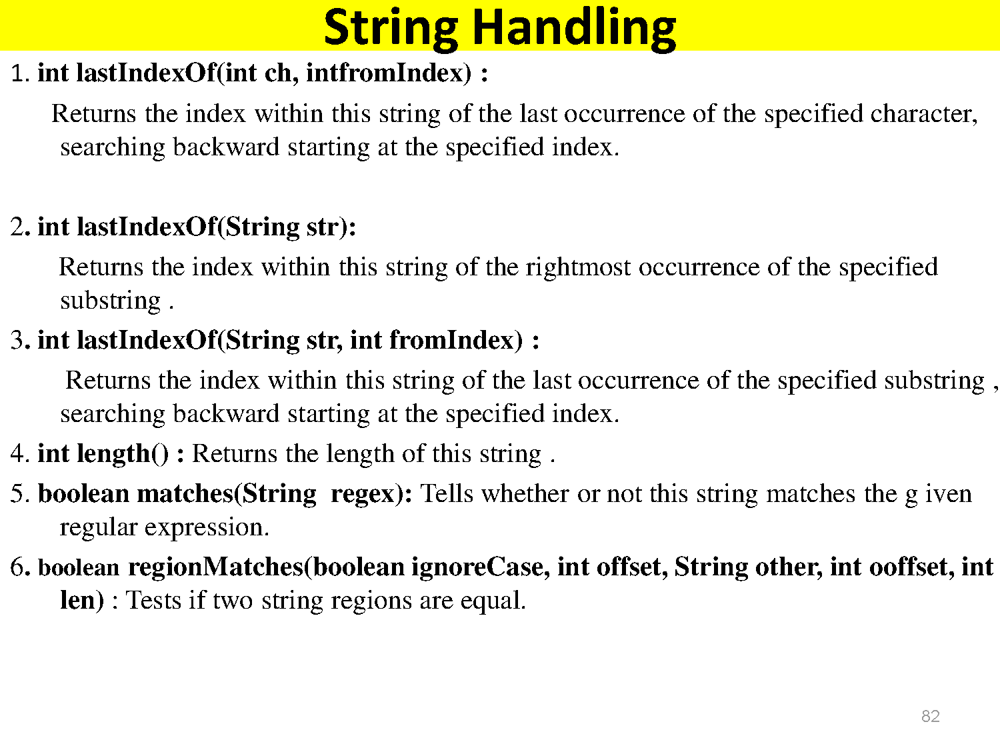 String Handling
1. int lastIndexOf(int ch, intfromIndex) :
Returns the index within this string of the last occurrence of the specified character,
searching backward starting at the specified index.
2. int lastIndexOf(String str):
Returns the index within this string of the rightmost occurrence of the specified
substring .
3. int lastIndexOf(String str, int fromIndex) :
Returns the index within this string of the last occurrence of the specified substring ,
searching backward starting at the specified index.
4. int length() : Returns the length of this string .
5. boolean matches(String regex): Tells whether or not this string matches the g iven
regular expression.
6. boolean regionMatches(boolean ignoreCase, int offset, String other, int ooffset, int
len) : Tests if two string regions are equal.
82